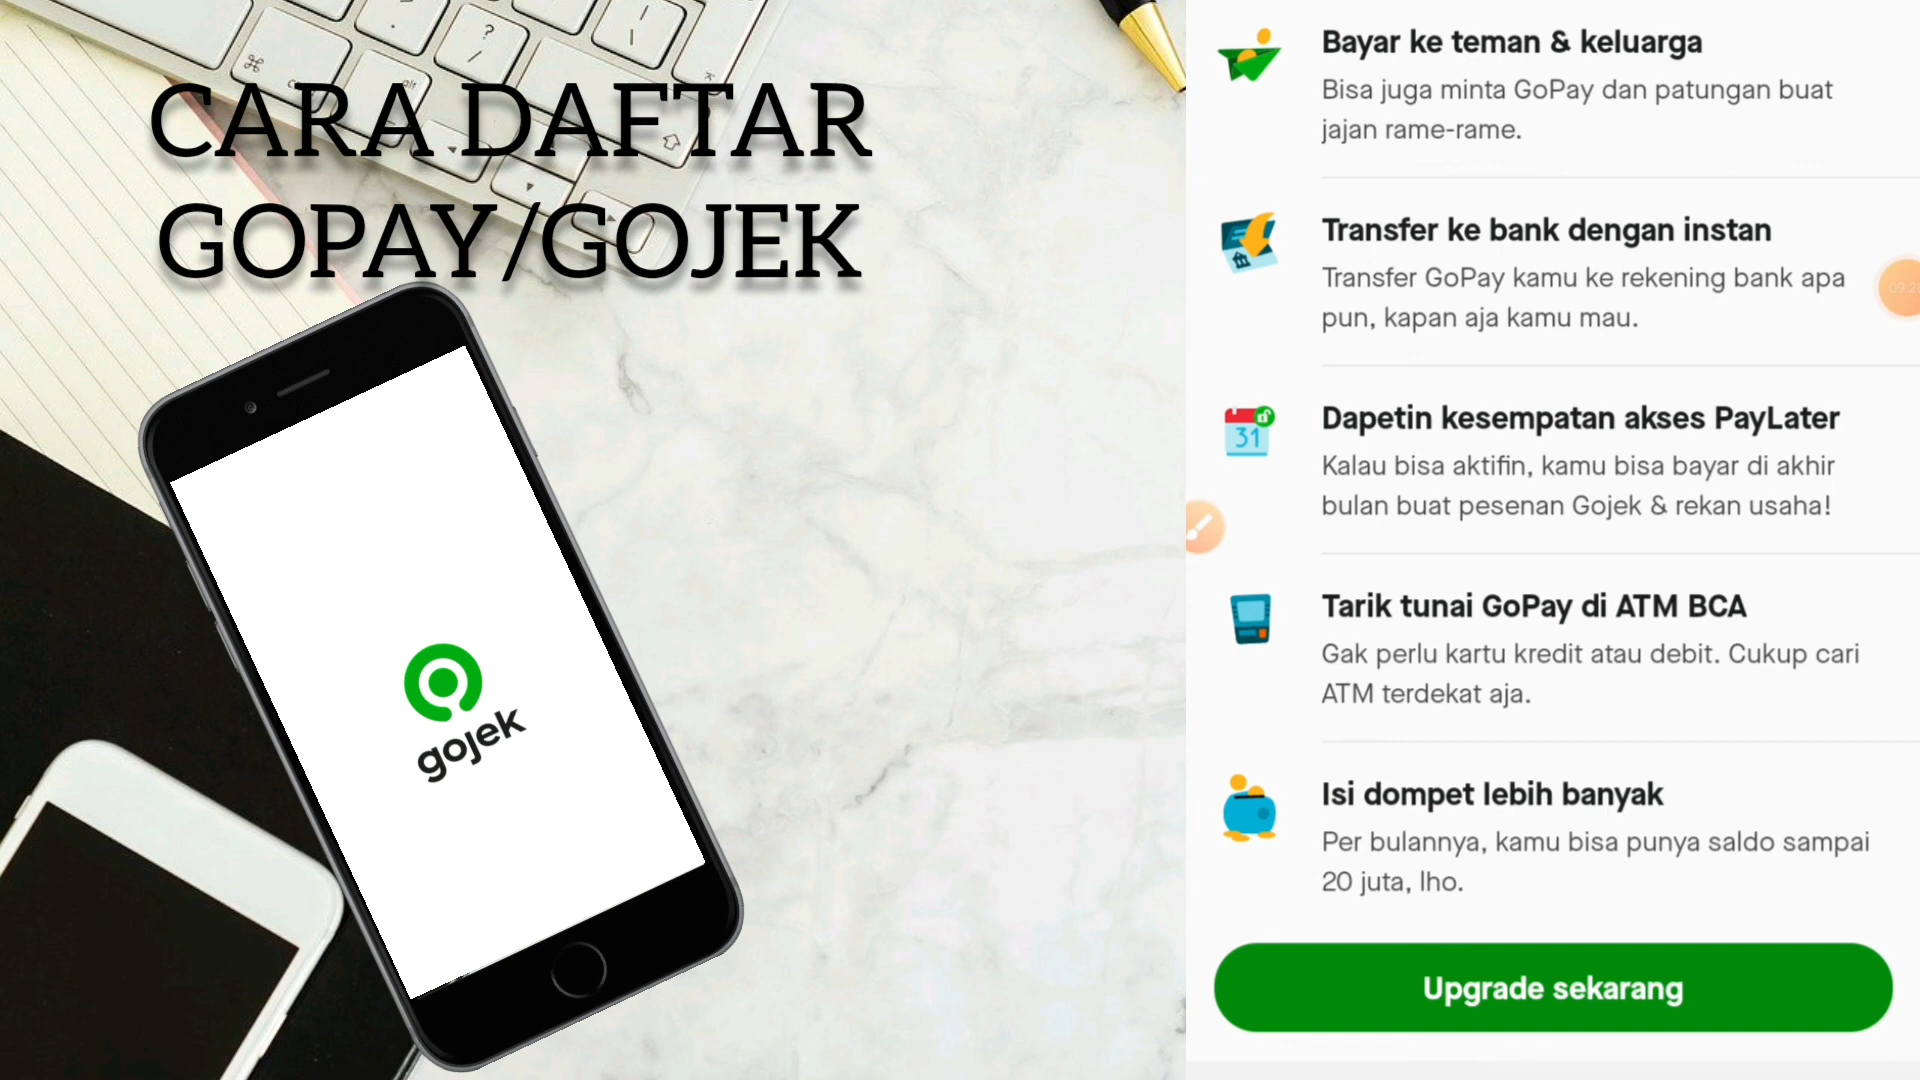 CARA DAFTAR
GOPAY/GOJEK
gojek
Bayar ke teman & keluarga
Bisa juga minta GoPay dan patungan buat
jajan rame-rame.
Transfer ke bank dengan instan
Transfer GoPay kamu ke rekening bank apa
pun, kapan aja kamu mau.
Dapetin kesempatan akses PayLater
31
Kalau bisa aktifin, kamu bisa bayar di akhir
bulan buat pesenan Gojek & rekan usaha!
Tarik tunai GoPay di ATM BCA
Gak perlu kartu kredit atau debit. Cukup cari
ATM terdekat aja.
Isi dompet lebih banyak
Per bulannya, kamu bisa punya saldo sampai
20 juta, lho.
Upgrade sekarang